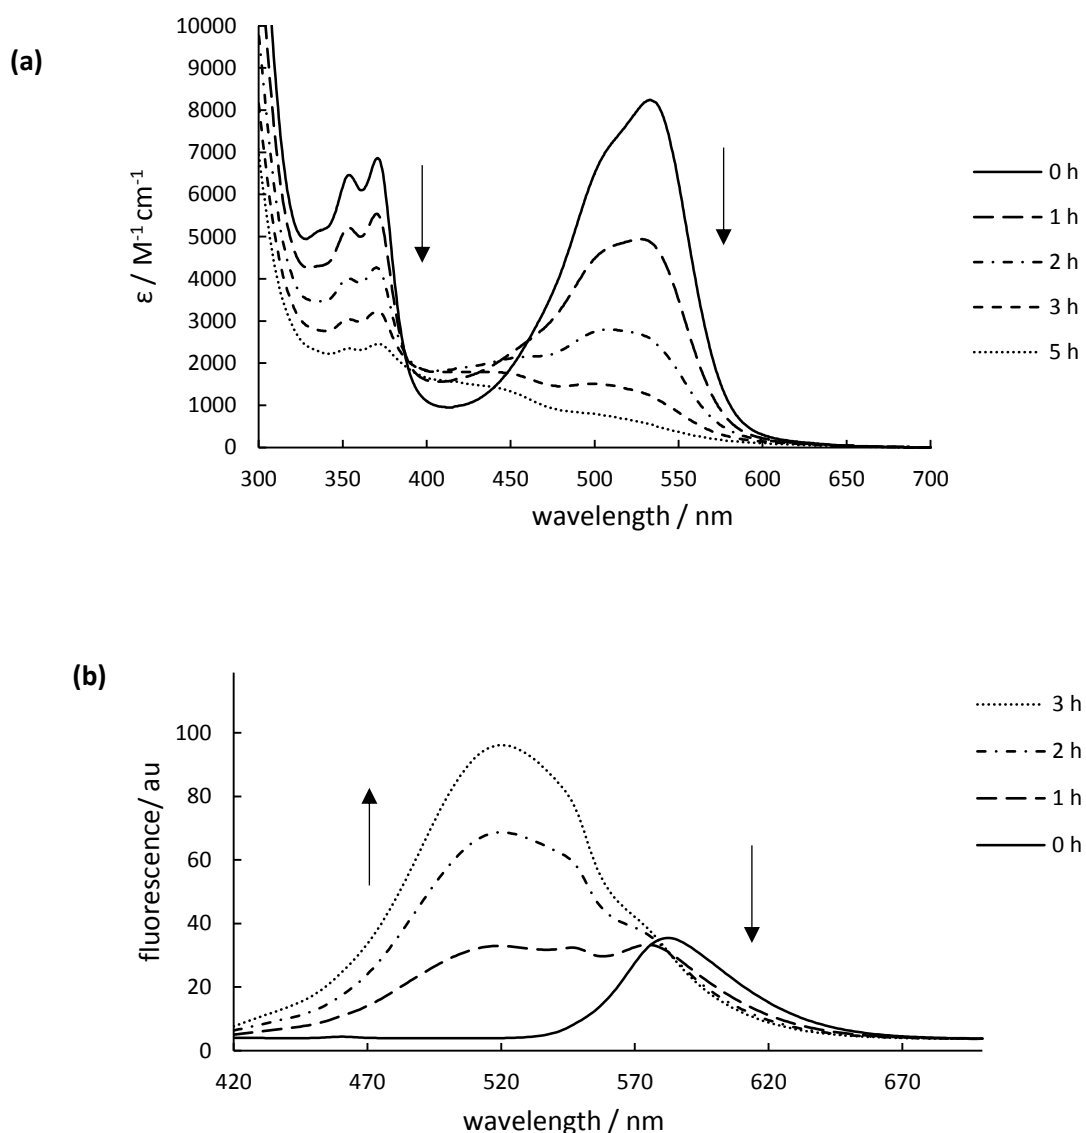 (a)
10000
9000
8000
7000
6000
5000
4000
3000
2000
1000
0
ε / M-1 cm-1
300 350 400 450 500 550 600 650 700
wavelength / nm
0 h
1 h
2 h
3 h
5 h
(b)
100
80
60
40
20
0
fluorescence/ au
420 470 520 570 620 670
wavelength / nm
3 h
2 h
1 h
0 h